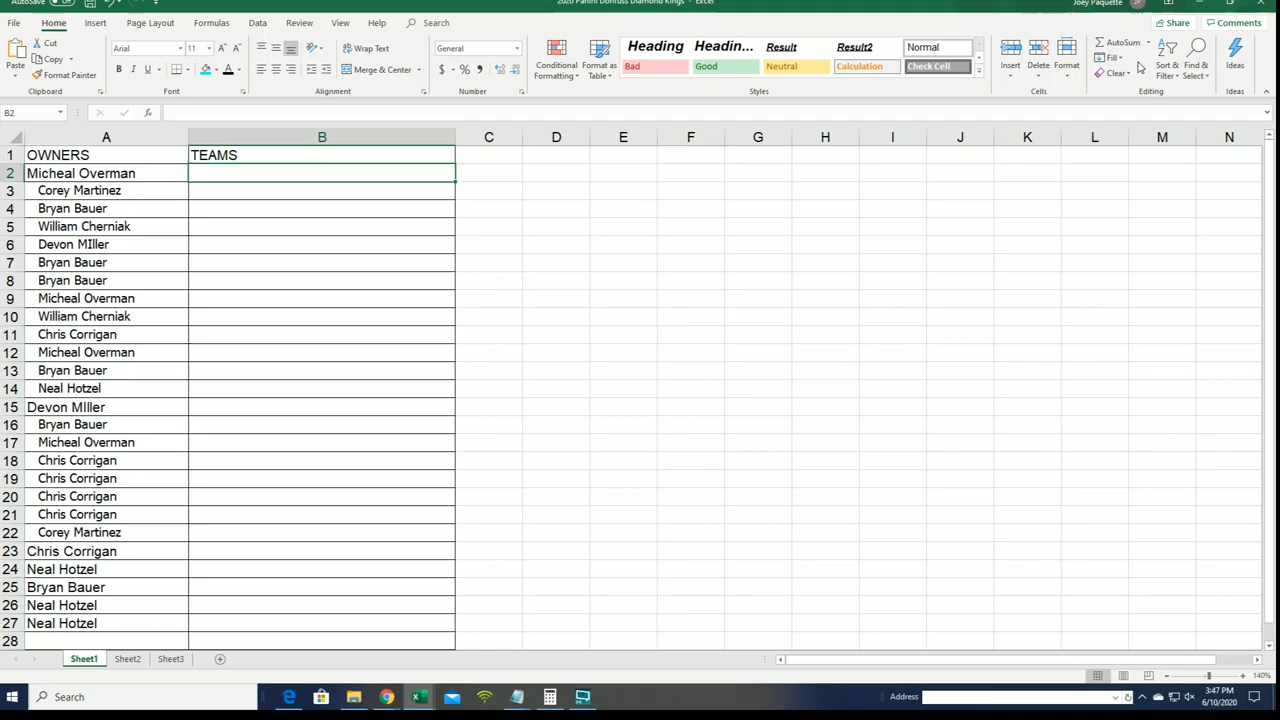 AutoSave
2020 Panini Donruss Diamond Kings - Excel
Joey Paquette
File Home Insert Page Layout Formulas Data Review View Help Search Share Comments
Paste Cut Copy Format Painter Clipboard
Arial 11 B I U A A A Font
Wrap Text Merge & Center Alignment
General $ % Number
Conditional Formatting Format as Table
Heading Headin... Result Result2 Normal
Bad Good Neutral Calculation Check Cell
Styles
Insert Delete Format Cells
AutoSum Fill Clear Sort & Filter Find & Select Editing
Ideas Ideas
B2 fx
A B C D E F G H I J K L M N
1 OWNERS TEAMS
2 Micheal Overman
3 Corey Martinez
4 Bryan Bauer
5 William Cherniak
6 Devon MIller
7 Bryan Bauer
8 Bryan Bauer
9 Micheal Overman
10 William Cherniak
11 Chris Corrigan
12 Micheal Overman
13 Bryan Bauer
14 Neal Hotzel
15 Devon MIller
16 Bryan Bauer
17 Micheal Overman
18 Chris Corrigan
19 Chris Corrigan
20 Chris Corrigan
21 Chris Corrigan
22 Corey Martinez
23 Chris Corrigan
24 Neal Hotzel
25 Bryan Bauer
26 Neal Hotzel
27 Neal Hotzel
28
Sheet1 Sheet2 Sheet3
140%
Search Address 3:47 PM
6/10/2020